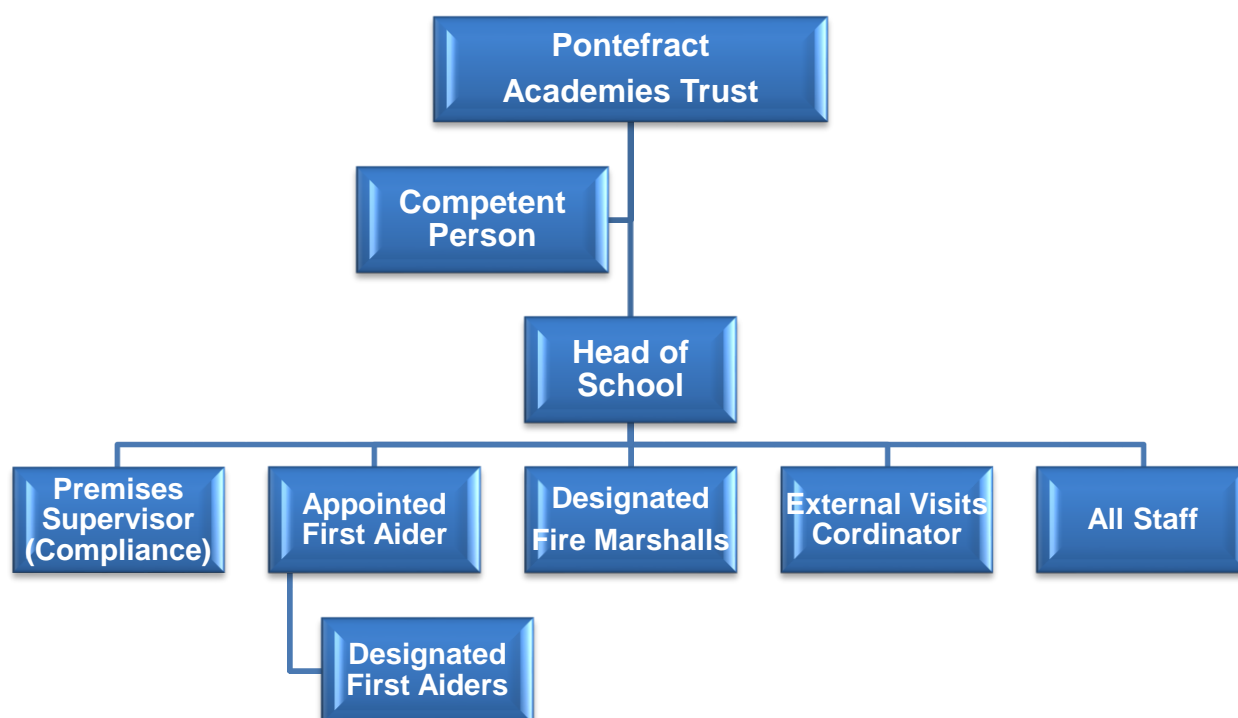 Pontefract
Academies Trust
Competent
Person
Head of
School
Premises
Supervisor
(Compliance)
Appointed
First Aider
Designated
Fire Marshalls
External Visits
Cordinator
All Staff
Designated
First Aiders